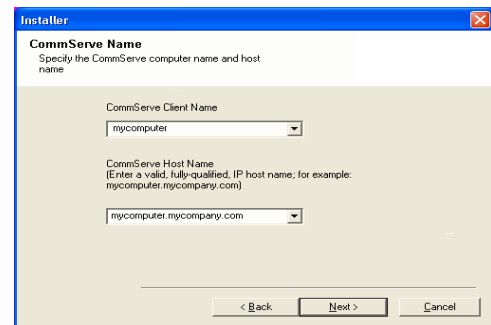 Installer
CommServe Name
Specify the CommServe computer name and host
name
CommServe Client Name
mycomputer
CommServe Host Name
(Enter a valid, fully-qualified, IP host name; for example:
mycomputer.mycompany.com)
mycomputer.mycompany.com
< Back
Next >
Cancel